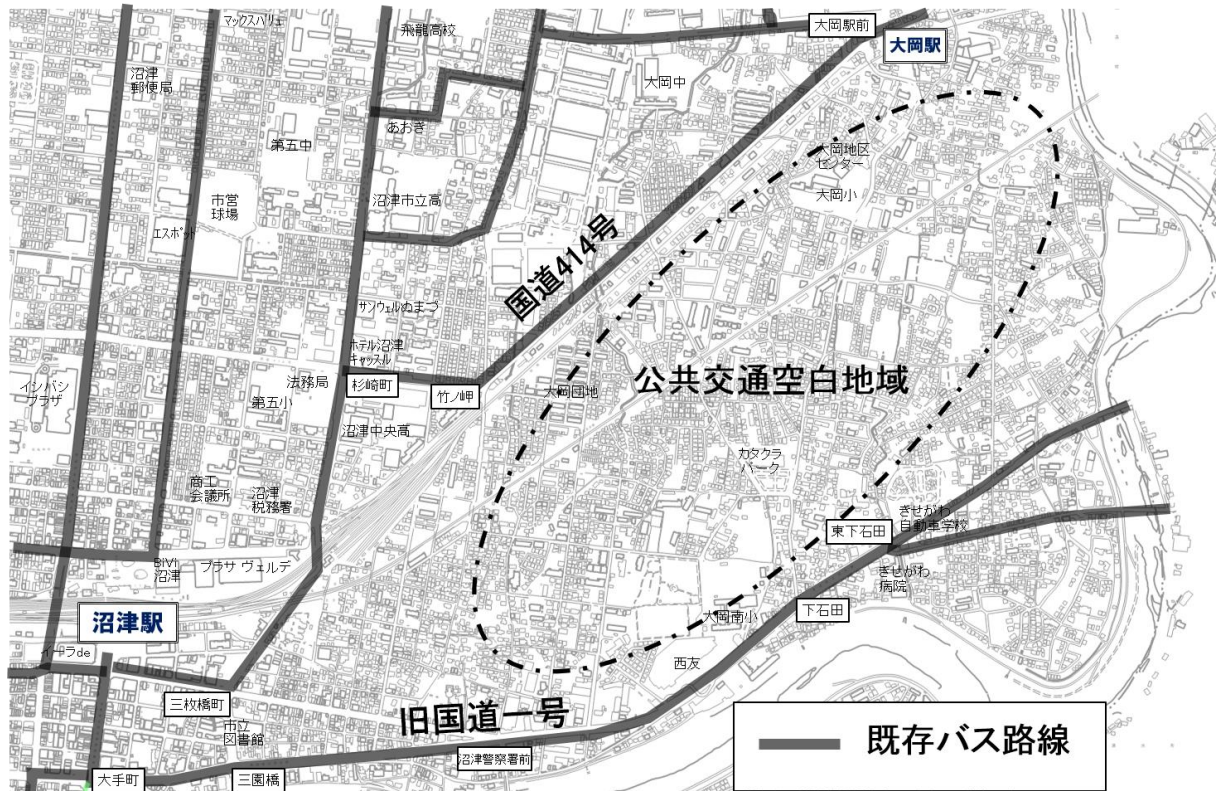 マックスバリュ
飛龍高校
大岡駅前
大岡駅
沼津
郵便局
大岡中
あおぎ
第五中
大岡地区
センター
大岡小
沼津市立高
市営
球場
エスポット
国道414号
サンウェルぬまづ
ホテル沼津
キャッスル
イシバシ
プラザ
法務局
杉崎町
竹ノ岬
大岡団地
公共交通空白地域
第五小
沼津中央高
カタクラ
パーク
商工
会議所
沼津
税務署
きせがわ
自動車学校
東下石田
BiVi
沼津
プラサ ヴェルデ
きせがわ
病院
下石田
沼津駅
大岡南小
イーラde
西友
三枚橋町
旧国道一号
市立
図書館
既存バス路線
沼津警察署前
大手町
三園橋